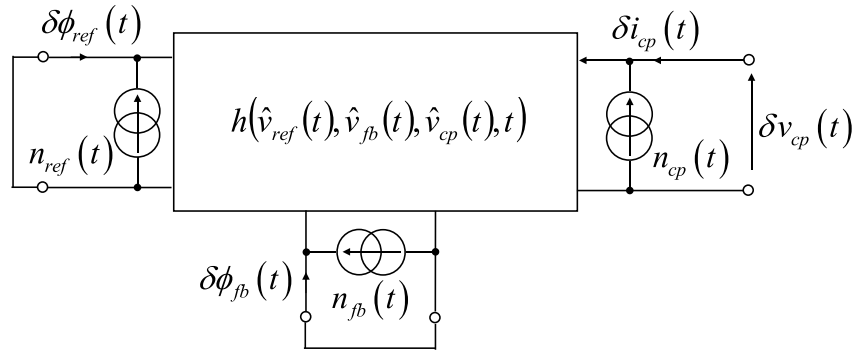 δϕ_ref(t)
δi_cp(t)
h(v̂_ref(t), v̂_fb(t), v̂_cp(t), t)
n_ref(t)
n_cp(t)
δv_cp(t)
δϕ_fb(t)
n_fb(t)